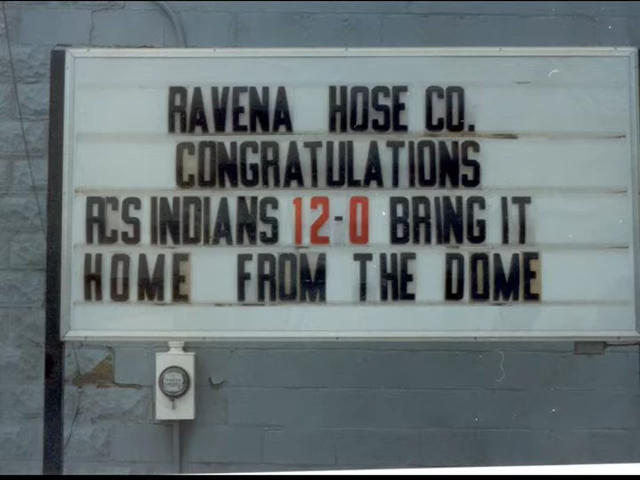 RAVENA HOSE CO.
CONGRATULATIONS
RCS INDIANS 12-0 BRING IT
HOME FROM THE DOME